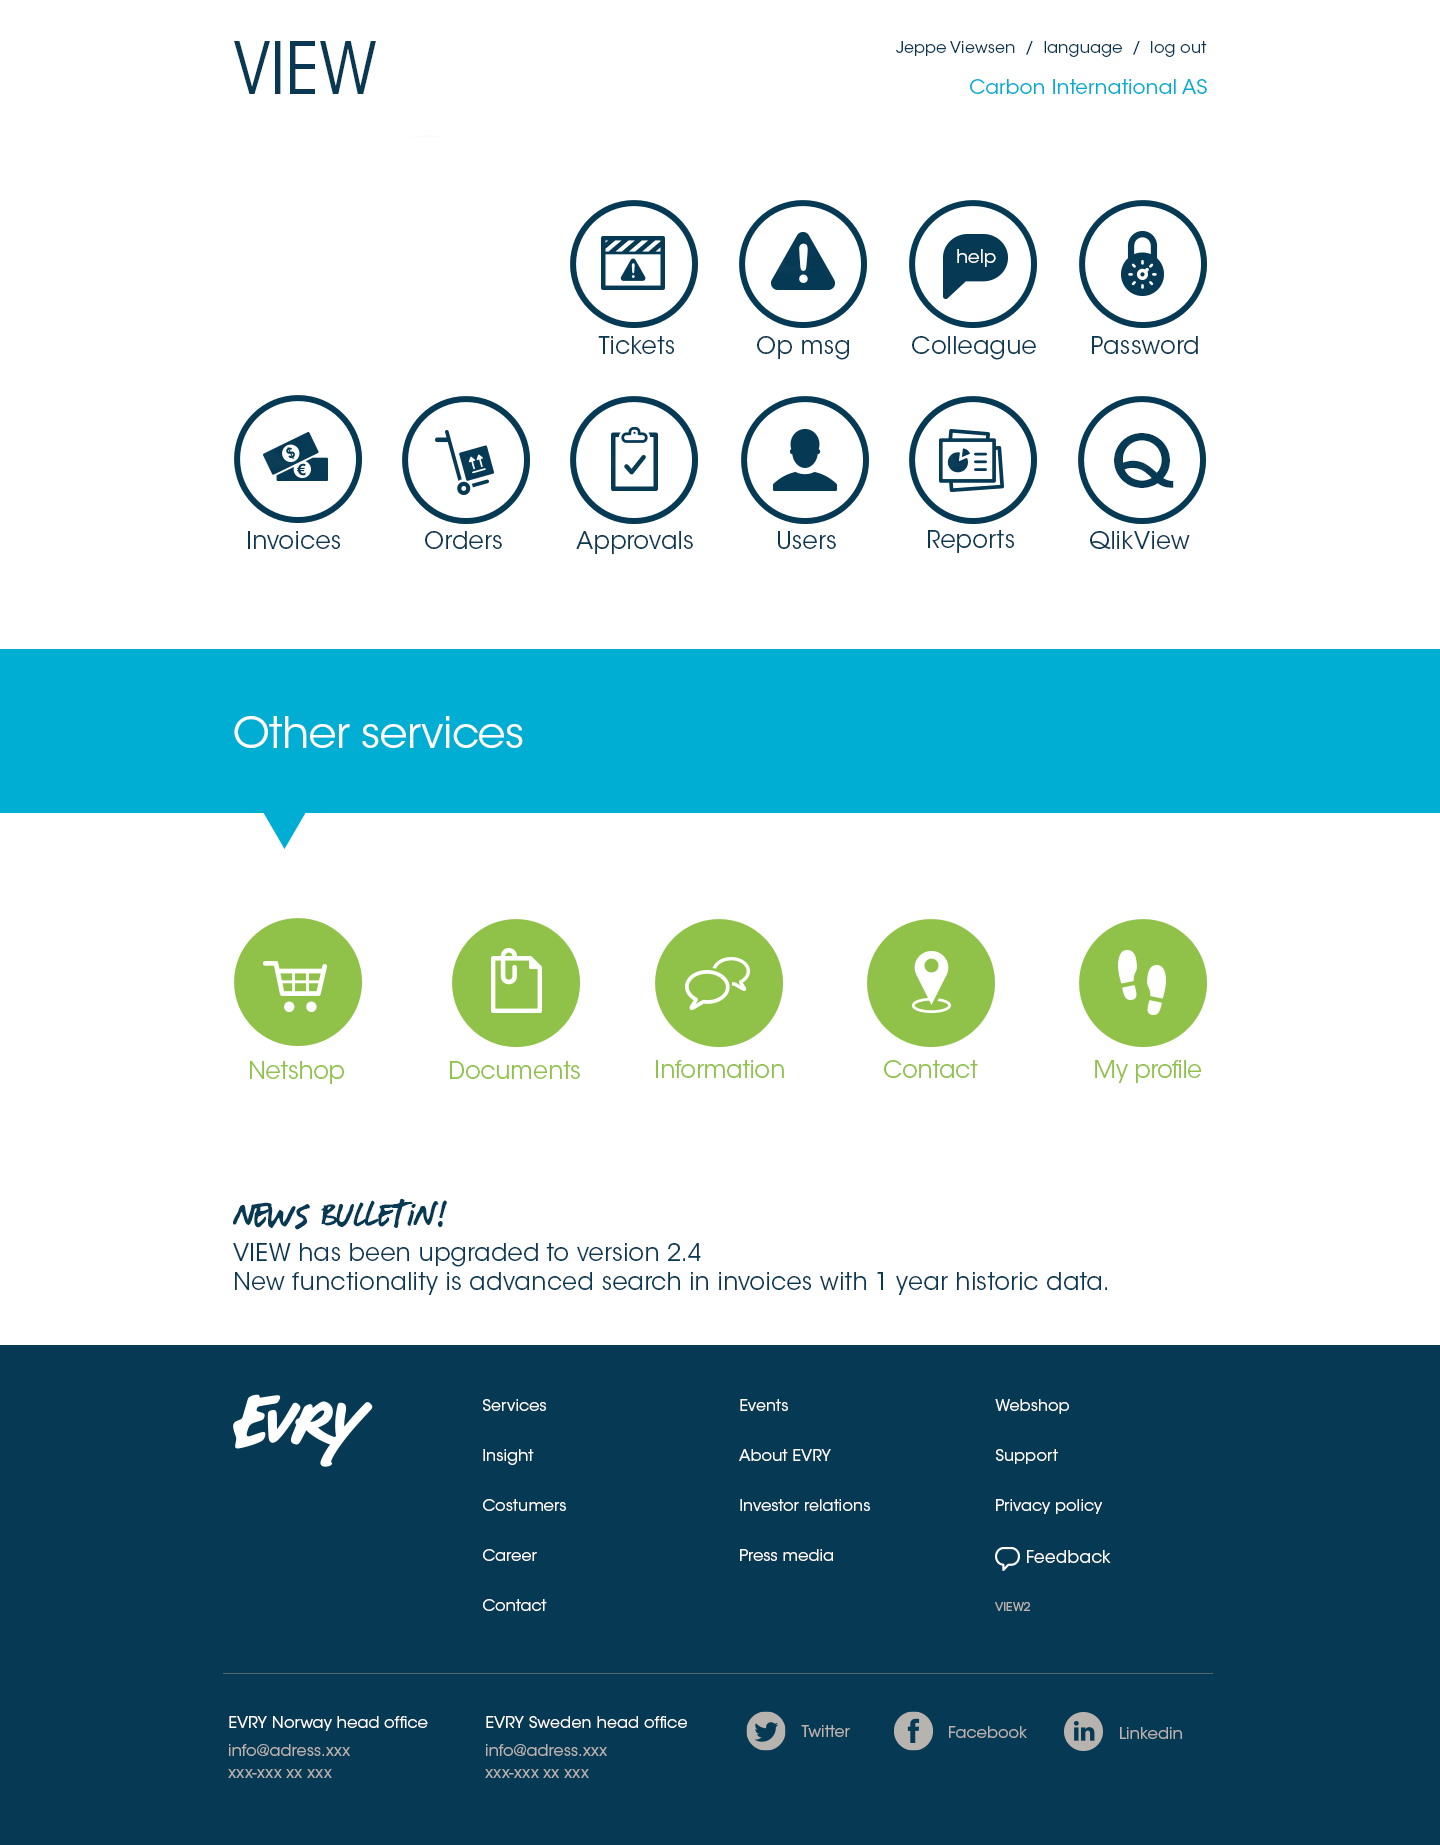 VIEW
Jeppe Viewsen / language / log out
Carbon International AS
help
Tickets
Op msg
Colleague
Password
$
€
Q
Invoices
Orders
Approvals
Users
Reports
QlikView
Other services
Netshop
Documents
Information
Contact
My profile
NEWS BULLETiN!
VIEW has been upgraded to version 2.4
New functionality is advanced search in invoices with 1 year historic data.
EVRY
Services
Insight
Costumers
Career
Contact
Events
About EVRY
Investor relations
Press media
Webshop
Support
Privacy policy
Feedback
VIEW2
EVRY Norway head office
info@adress.xxx
xxx-xxx xx xxx
EVRY Sweden head office
info@adress.xxx
xxx-xxx xx xxx
Twitter
f
Facebook
in
Linkedin